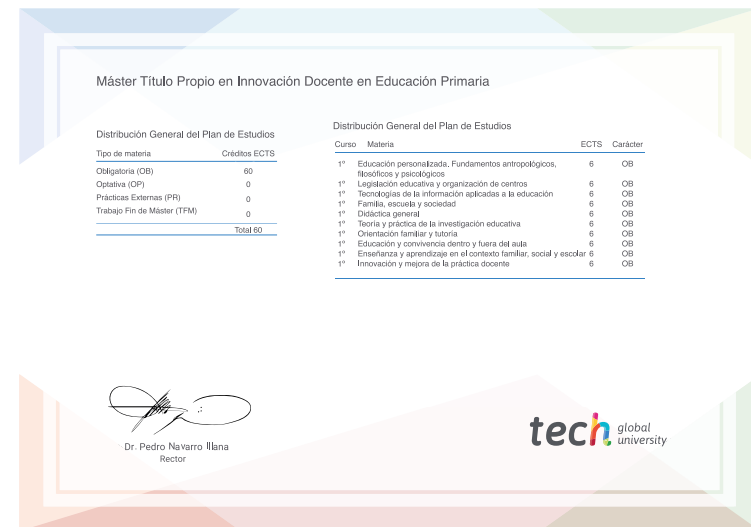 Máster Título Propio en Innovación Docente en Educación Primaria
Distribución General del Plan de Estudios
Tipo de materia Créditos ECTS
Obligatoria (OB) 60
Optativa (OP) 0
Prácticas Externas (PR) 0
Trabajo Fin de Máster (TFM) 0
Total 60
Distribución General del Plan de Estudios
Curso Materia ECTS Carácter
1º Educación personalizada. Fundamentos antropológicos, 6 OB
filosóficos y psicológicos
1º Legislación educativa y organización de centros 6 OB
1º Tecnologías de la información aplicadas a la educación 6 OB
1º Familia, escuela y sociedad 6 OB
1º Didáctica general 6 OB
1º Teoría y práctica de la investigación educativa 6 OB
1º Orientación familiar y tutoría 6 OB
1º Educación y convivencia dentro y fuera del aula 6 OB
1º Enseñanza y aprendizaje en el contexto familiar, social y escolar 6 OB
1º Innovación y mejora de la práctica docente 6 OB
Dr. Pedro Navarro Illana
Rector
tech global
university